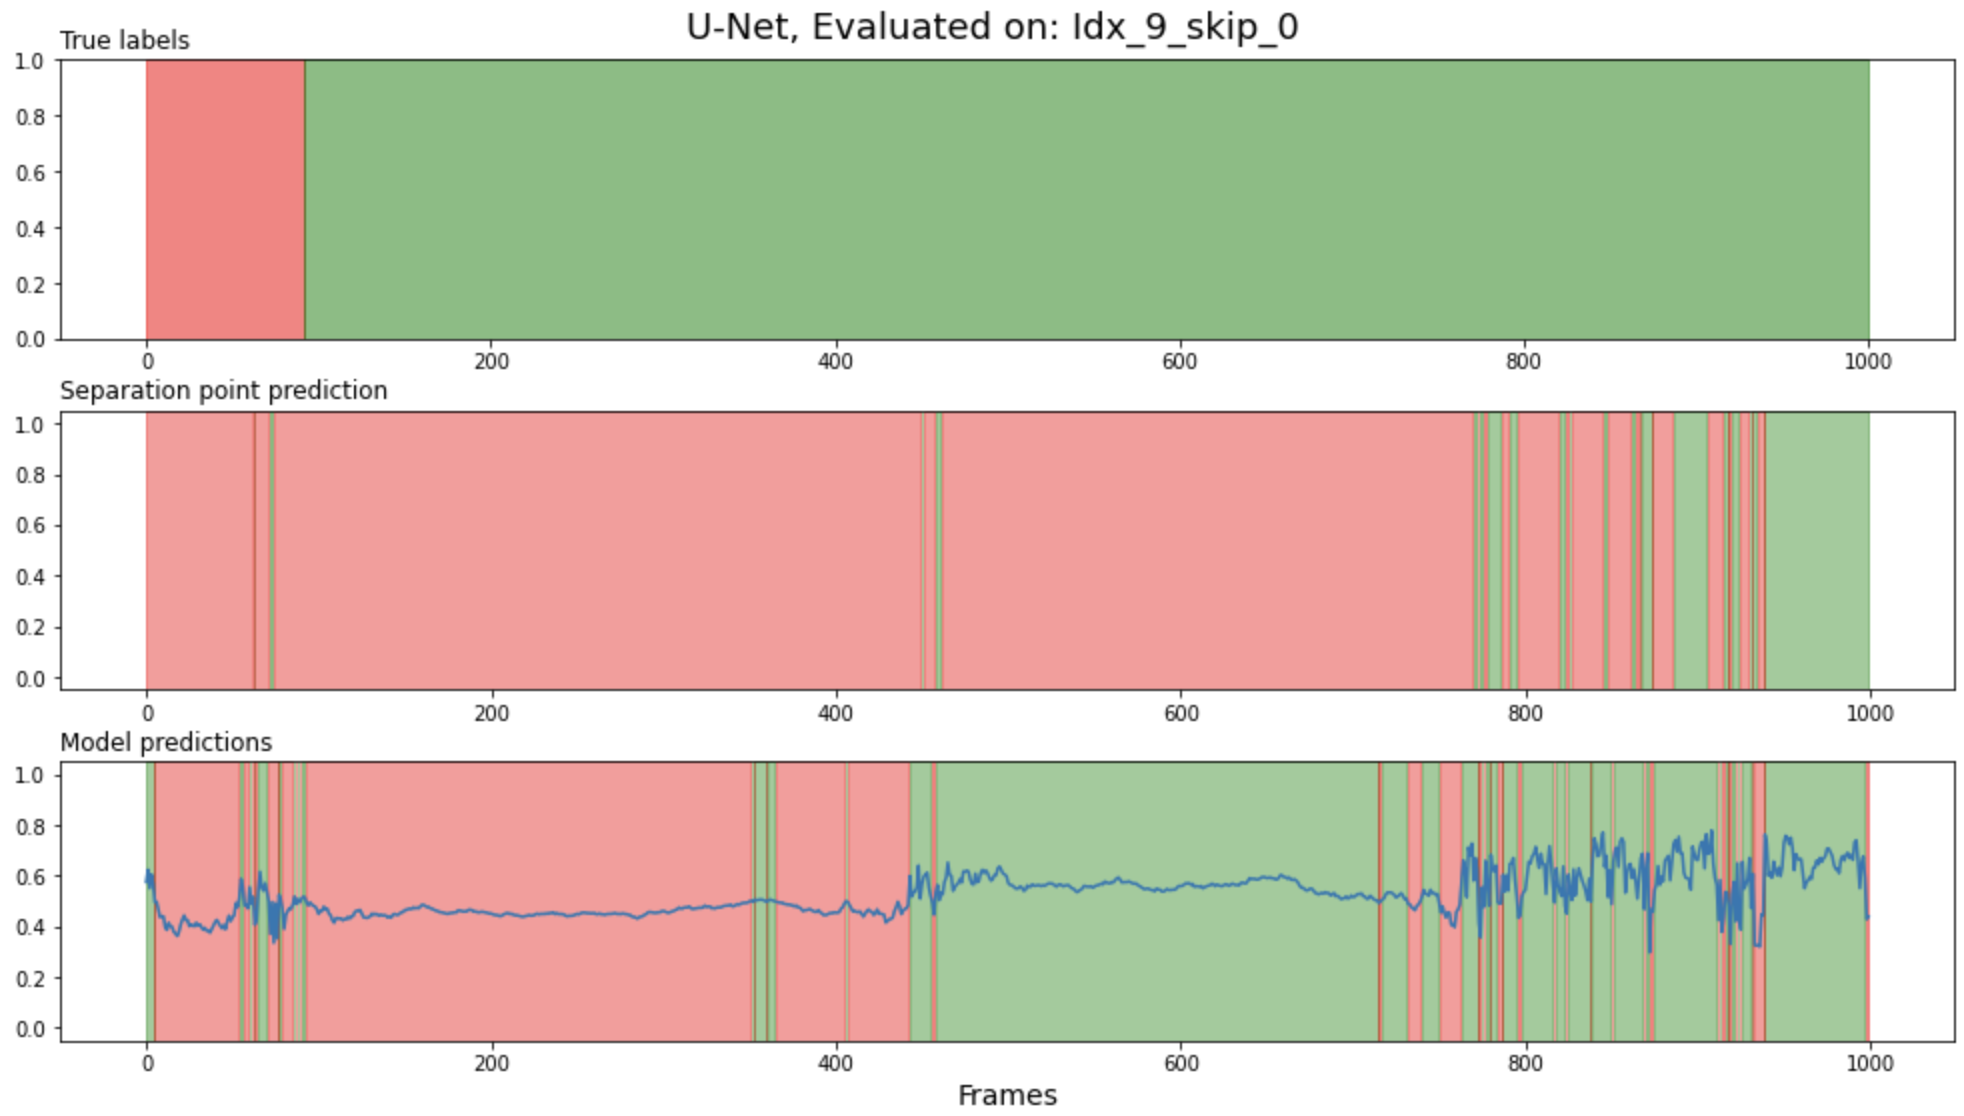 U-Net, Evaluated on: Idx_9_skip_0
True labels
1.0
0.8
0.6
0.4
0.2
0.0
0 200 400 600 800 1000
Separation point prediction
1.0
0.8
0.6
0.4
0.2
0.0
0 200 400 600 800 1000
Model predictions
1.0
0.8
0.6
0.4
0.2
0.0
0 200 400 600 800 1000
Frames